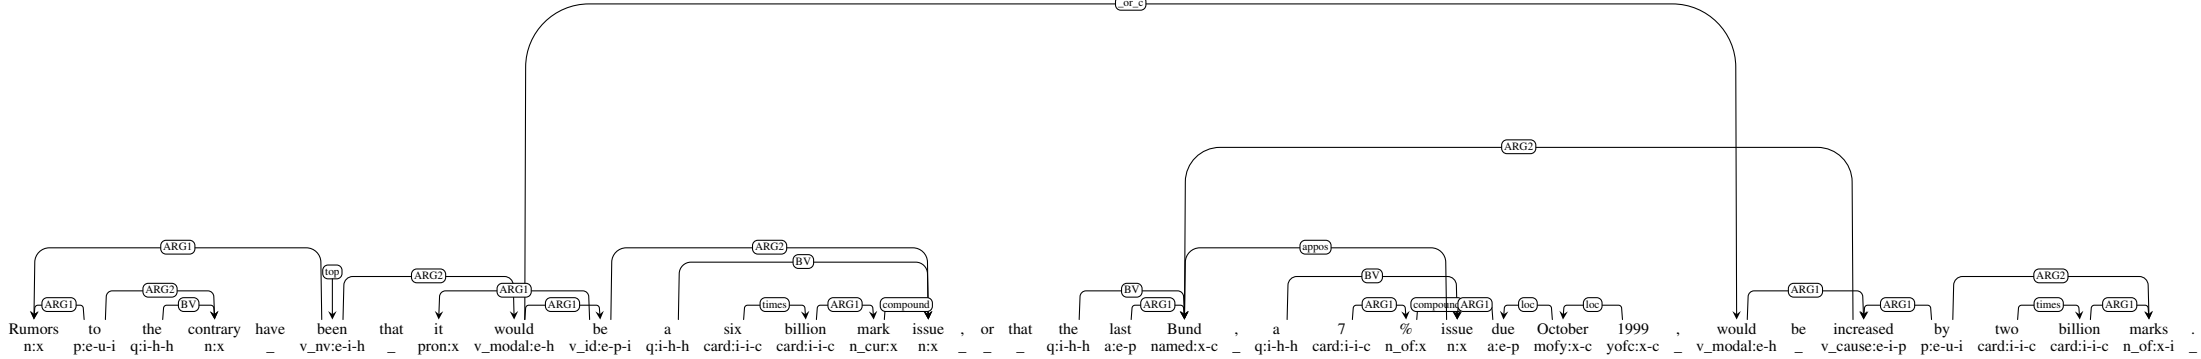 _or_c
ARG2
ARG1 ARG2 appos
BV
top ARG2 BV
ARG2 ARG1 BV ARG1 ARG2
ARG1 BV ARG1 times ARG1 compound ARG1 ARG1 compound ARG1 loc loc ARG1 times ARG1
Rumors to the contrary have been that it would be a six billion mark issue , or that the last Bund , a 7 % issue due October 1999 , would be increased by two billion marks .
n:x p:e-u-i q:i-h-h n:x _ v_nv:e-i-h _ pron:x v_modal:e-h v_id:e-p-i q:i-h-h card:i-i-c card:i-i-c n_cur:x n:x _ _ _ q:i-h-h a:e-p named:x-c _ q:i-h-h card:i-i-c n_of:x n:x a:e-p mofy:x-c yofc:x-c _ v_modal:e-h _ v_cause:e-i-p p:e-u-i card:i-i-c card:i-i-c n_of:x-i _